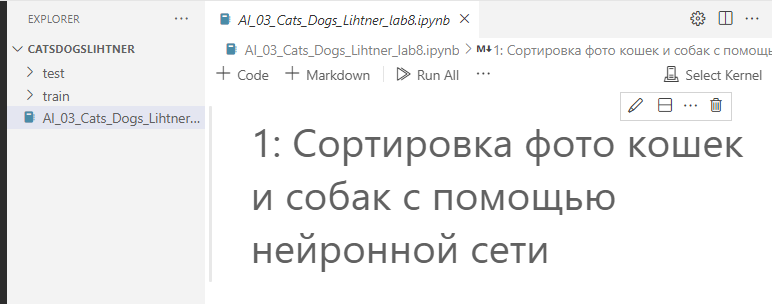 EXPLORER
AI_03_Cats_Dogs_Lihtner_lab8.ipynb
CATSDOGSLIHTNER
AI_03_Cats_Dogs_Lihtner_lab8.ipynb > M↓1: Сортировка фото кошек и собак с помощь
test
+ Code + Markdown Run All ... Select Kernel
train
AI_03_Cats_Dogs_Lihtner...
1: Сортировка фото кошек
и собак с помощью
нейронной сети